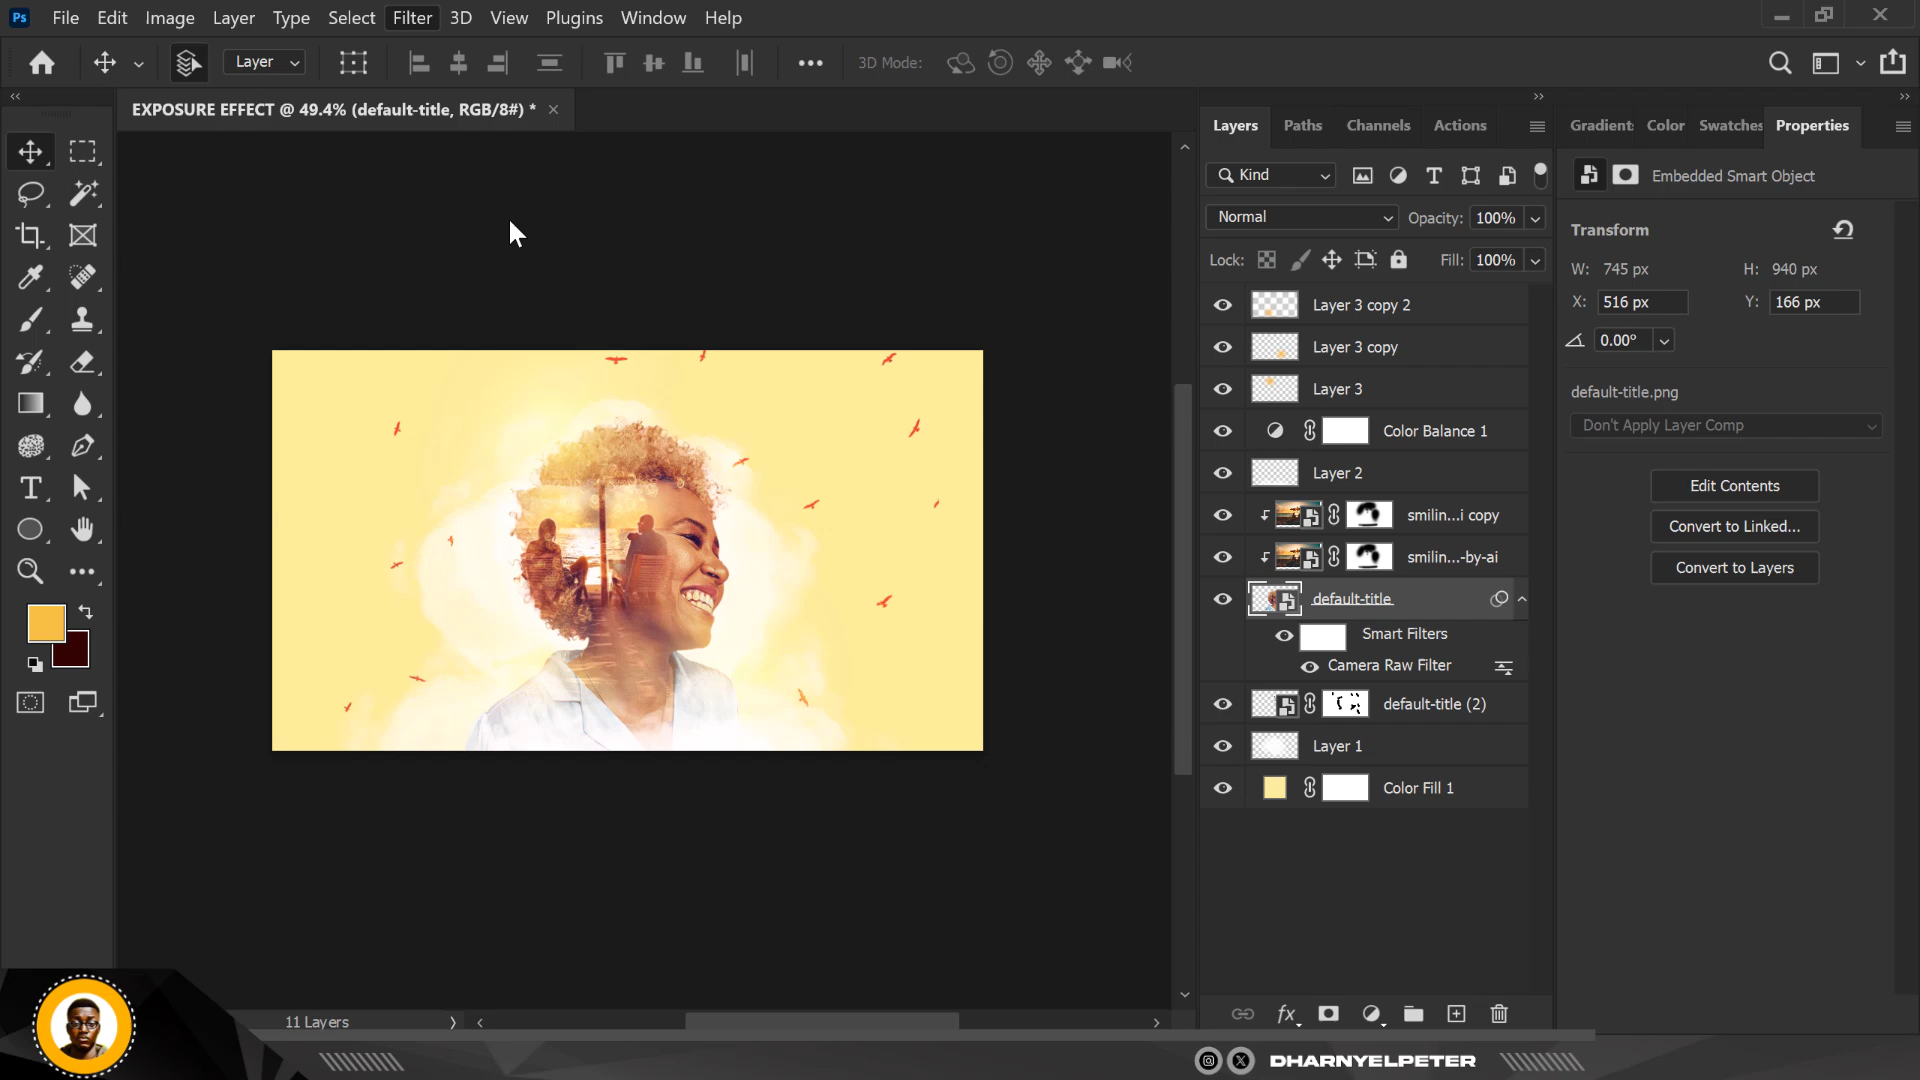 Ps File Edit Image Layer Type Select Filter 3D View Plugins Window Help
Layer 3D Mode:
EXPOSURE EFFECT @ 49.4% (default-title, RGB/8#) *
Layers Paths Channels Actions
Gradient Color Swatches Properties
Kind
Embedded Smart Object
Normal Opacity: 100%
Lock: Fill: 100%
Transform
W: 745 px H: 940 px
X: 516 px Y: 166 px
0.00°
default-title.png
Don't Apply Layer Comp
Edit Contents
Convert to Linked...
Convert to Layers
Layer 3 copy 2
Layer 3 copy
Layer 3
Color Balance 1
Layer 2
smilin...i copy
smilin...-by-ai
default-title
Smart Filters
Camera Raw Filter
default-title (2)
Layer 1
Color Fill 1
T
11 Layers
fx
DHARNYELPETER